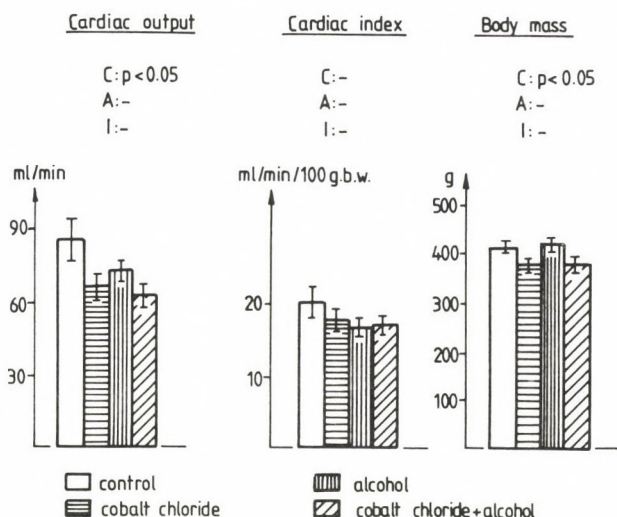 Cardiac output
Cardiac index
Body mass
C: p < 0.05
A: -
I: -
C: -
A: -
I: -
C: p < 0.05
A: -
I: -
ml/min
90
60
30
ml/min/100 g.b.w.
20
10
g
500
400
300
200
100
control
cobalt chloride
alcohol
cobalt chloride+alcohol